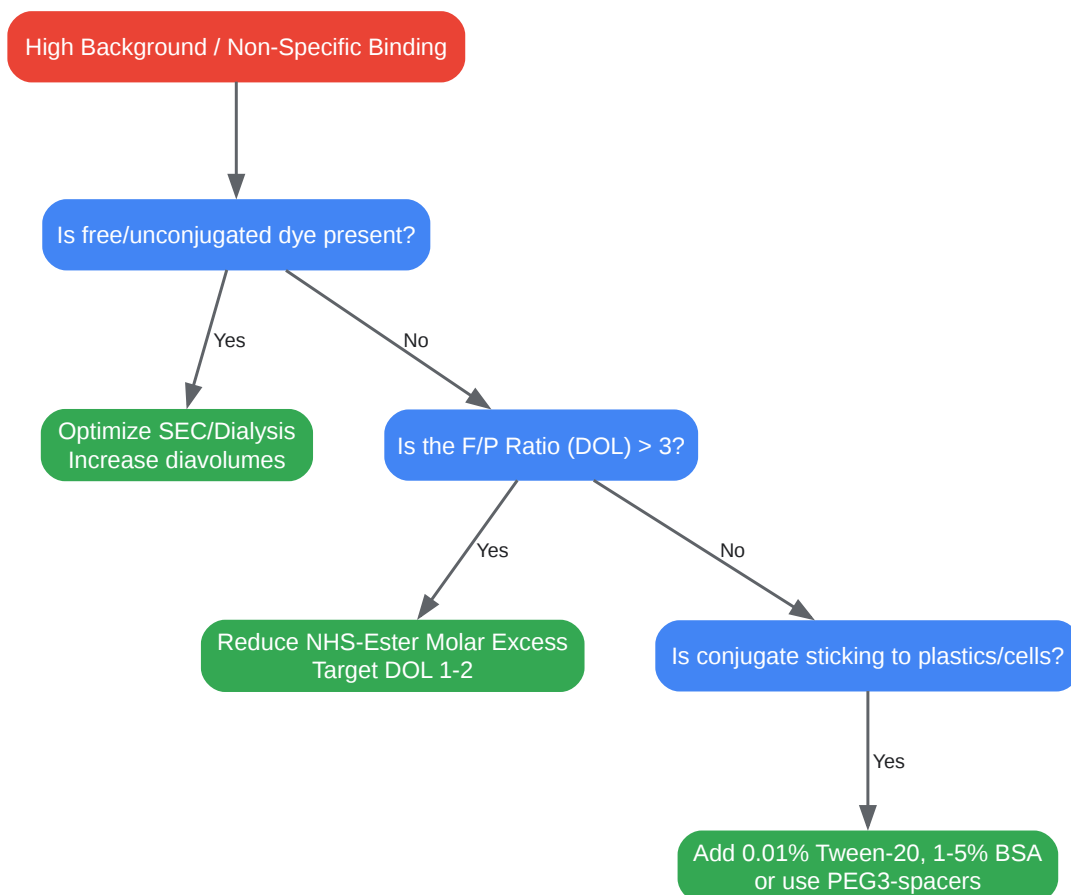 High Background / Non-Specific Binding
Is free/unconjugated dye present?
Yes
No
Optimize SEC/Dialysis
Increase diavolumes
Is the F/P Ratio (DOL) > 3?
Yes
No
Reduce NHS-Ester Molar Excess
Target DOL 1-2
Is conjugate sticking to plastics/cells?
Yes
Add 0.01% Tween-20, 1-5% BSA
or use PEG3-spacers